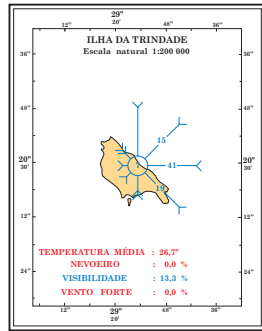 29°
12" 20' 48" 36"
ILHA DA TRINDADE
Escala natural 1:200 000
36" 36"
48" 48"
15
20° 20°
30' 7 41 30'
19
12" 12"
TEMPERATURA MÉDIA : 26,7°
NEVOEIRO : 0,0 %
24" 24"
VISIBILIDADE : 13,3 %
VENTO FORTE : 0,0 %
12" 29° 48" 36"
20'